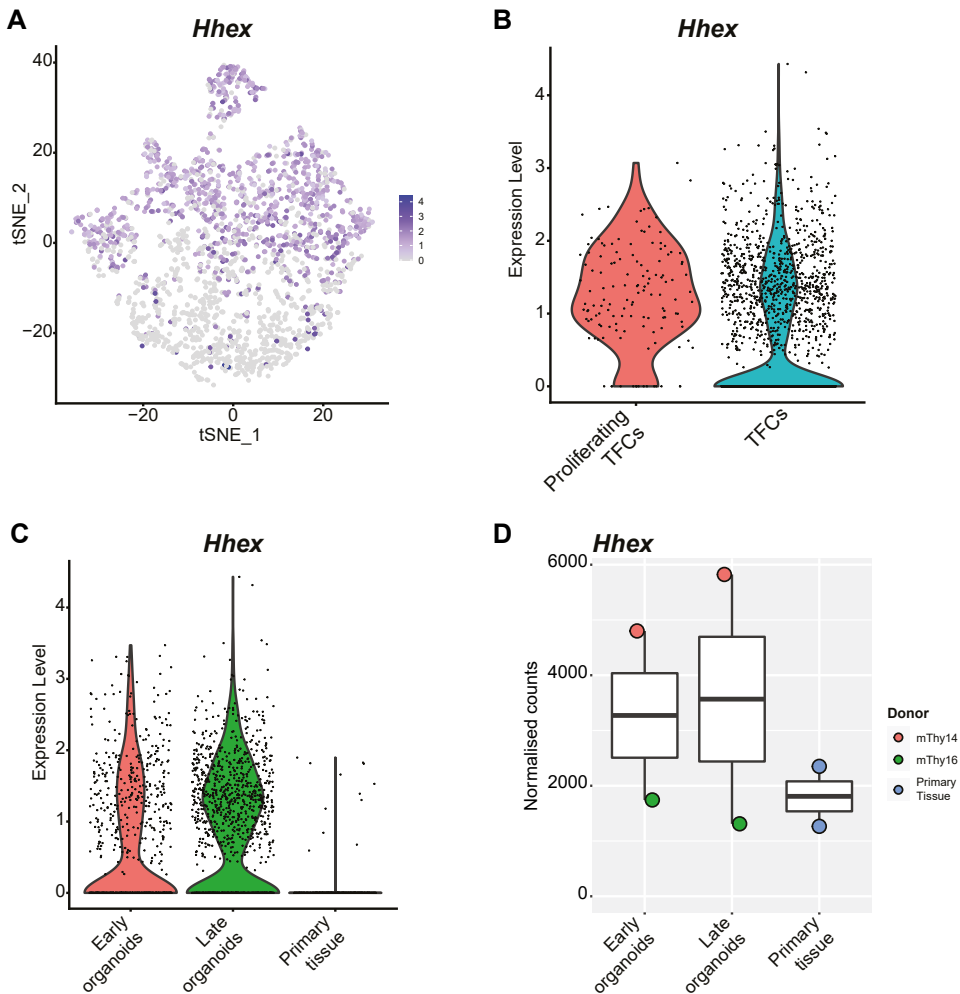 A
Hhex
40
20
0
−20
tSNE_2
−20
0
20
tSNE_1
4
3
2
1
0
B
Hhex
4
3
2
1
0
Expression Level
Proliferating
TFCs
TFCs
C
Hhex
4
3
2
1
0
Expression Level
Early
organoids
Late
organoids
Primary
tissue
D
Hhex
6000
4000
2000
0
Normalised counts
Early
organoids
Late
organoids
Primary
tissue
Donor
mThy14
mThy16
Primary
Tissue